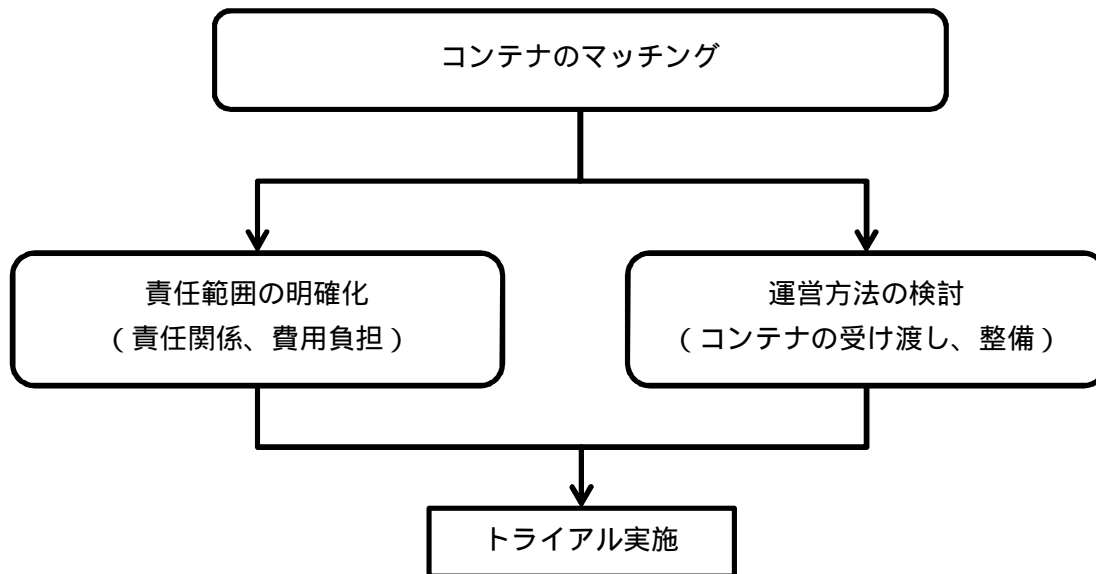 コンテナのマッチング
責任範囲の明確化
（責任関係、費用負担）
運営方法の検討
（コンテナの受け渡し、整備）
トライアル実施